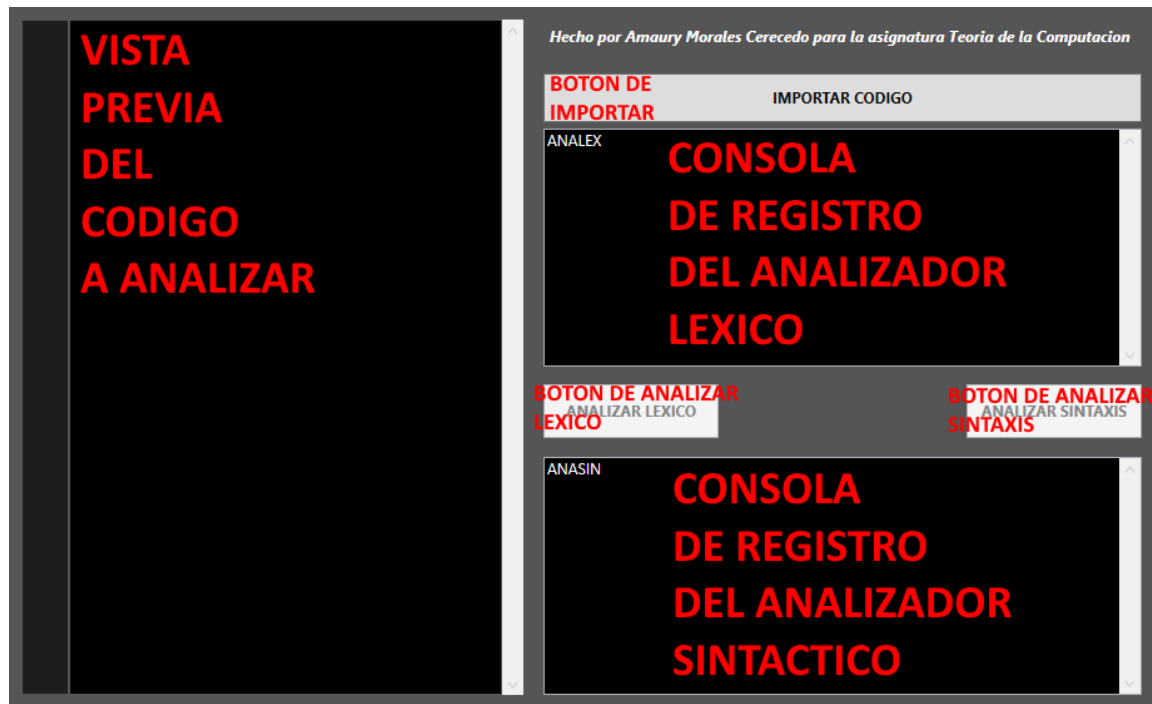 VISTA
PREVIA
DEL
CODIGO
A ANALIZAR
Hecho por Amaury Morales Cerecedo para la asignatura Teoria de la Computacion
BOTON DE
IMPORTAR
IMPORTAR CODIGO
ANALEX
CONSOLA
DE REGISTRO
DEL ANALIZADOR
LEXICO
BOTON DE ANALIZAR
LEXICO
ANALIZAR LEXICO
BOTON DE ANALIZAR
SINTAXIS
ANALIZAR SINTAXIS
ANASIN
CONSOLA
DE REGISTRO
DEL ANALIZADOR
SINTACTICO